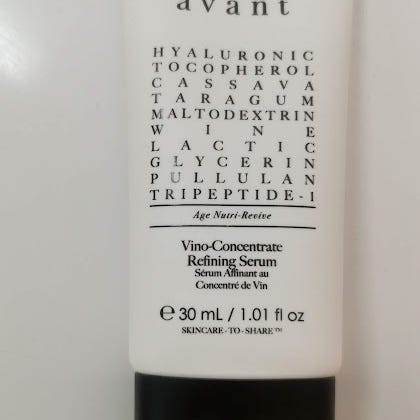 avant
HYALURONIC
TOCOPHEROL
CASSAVA
TARAGUM
MALTODEXTRIN
WINE
LACTIC
GLYCERIN
PULLULAN
TRIPEPTIDE-1
Age Nutri-Revive
Vino-Concentrate
Refining Serum
Sérum Affinant au
Concentré de Vin
℮ 30 mL / 1.01 fl oz
SKINCARE - TO - SHARE™